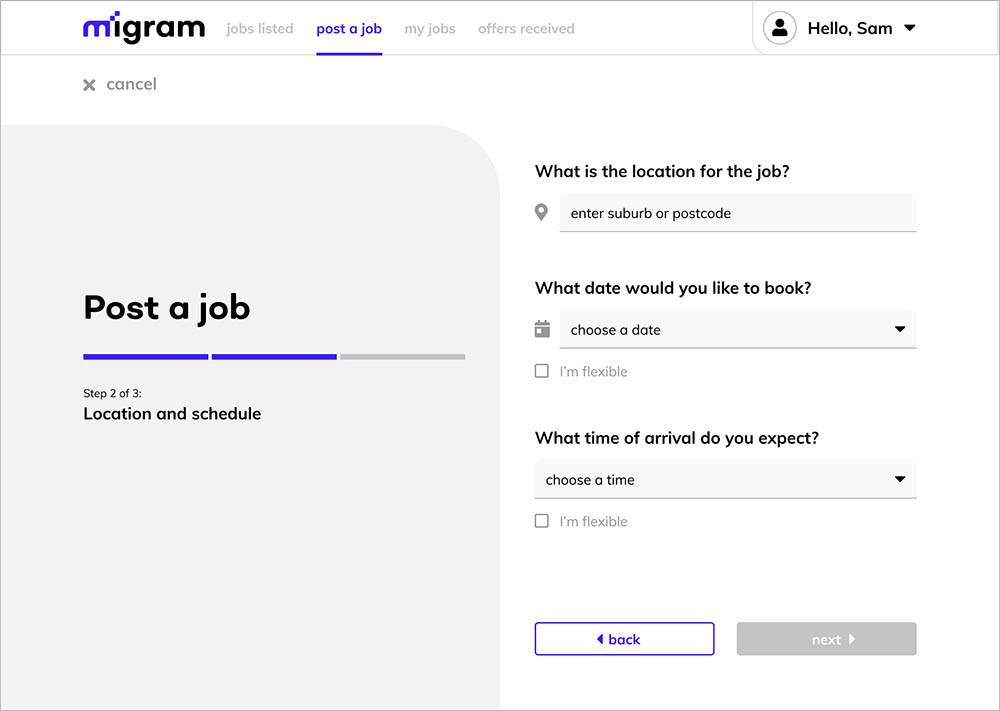 migram
jobs listed post a job my jobs offers received
Hello, Sam
cancel
Post a job
Step 2 of 3:
Location and schedule
What is the location for the job?
enter suburb or postcode
What date would you like to book?
choose a date
I'm flexible
What time of arrival do you expect?
choose a time
I'm flexible
back
next